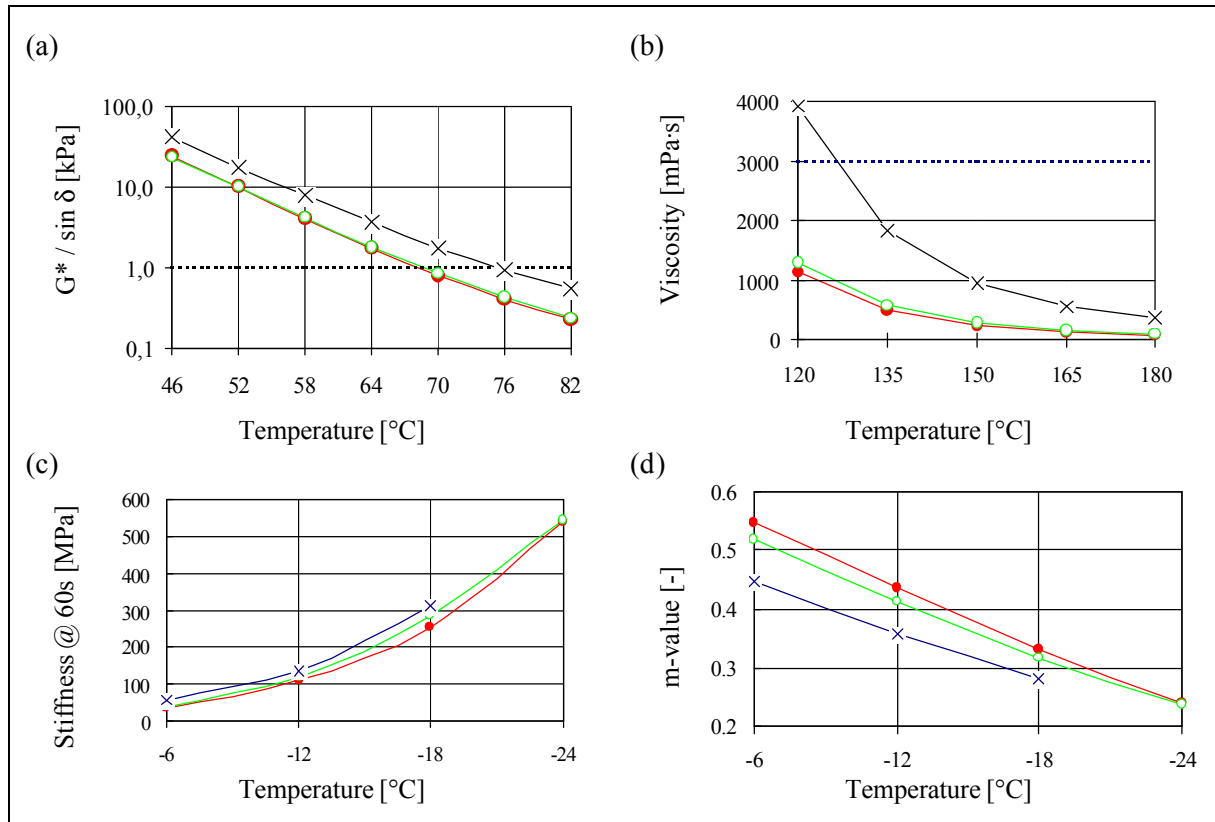 (a)
G* / sin δ [kPa]
100,0
10,0
1,0
0,1
46 52 58 64 70 76 82
Temperature [°C]
(b)
Viscosity [mPa·s]
4000
3000
2000
1000
0
120 135 150 165 180
Temperature [°C]
(c)
Stiffness @ 60s [MPa]
600
500
400
300
200
100
0
-6 -12 -18 -24
Temperature [°C]
(d)
m-value [-]
0.6
0.5
0.4
0.3
0.2
-6 -12 -18 -24
Temperature [°C]